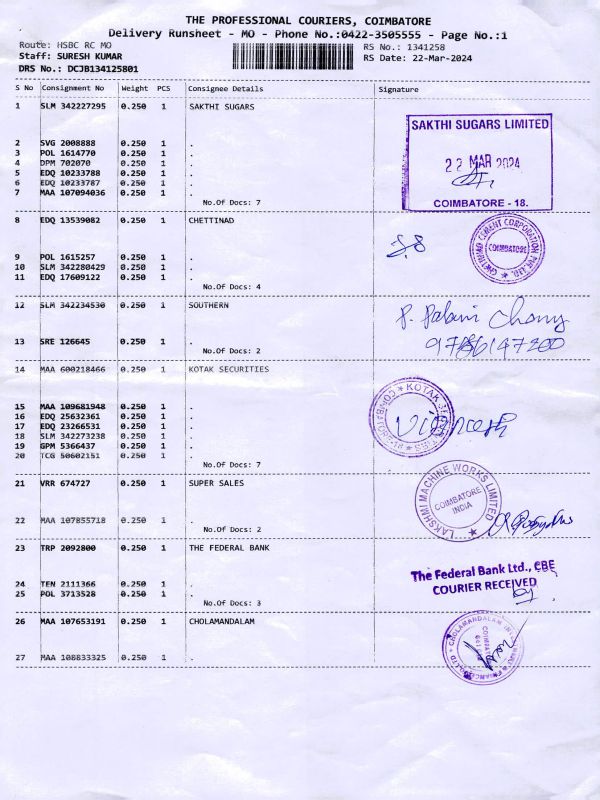 THE PROFESSIONAL COURIERS, COIMBATORE
Delivery Runsheet - MO - Phone No.:0422-3505555 - Page No.:1
Route: HSBC RC MO
RS No.: 1341258
Staff: SURESH KUMAR
RS Date: 22-Mar-2024
DRS No.: DCJB134125801
S No Consignment No Weight PCS Consignee Details Signature
1 SLM 342227295 0.250 1 SAKTHI SUGARS
SAKTHI SUGARS LIMITED
22 MAR 2024
COIMBATORE - 18.
2 SVG 2008888 0.250 1 .
3 POL 1614770 0.250 1 .
4 DPM 702070 0.250 1 .
5 EDQ 10233788 0.250 1 .
6 EDQ 10233787 0.250 1 .
7 MAA 107094036 0.250 1 .
No.Of Docs: 7
8 EDQ 13539082 0.250 1 CHETTINAD
CHETTINAD CEMENT CORPORATION PVT. LTD.
COIMBATORE
9 POL 1615257 0.250 1 .
10 SLM 342280429 0.250 1 .
11 EDQ 17609122 0.250 1 .
No.Of Docs: 4
12 SLM 342234530 0.250 1 SOUTHERN
P. Palani Chamy
13 SRE 126645 0.250 1 .
No.Of Docs: 2
14 MAA 600218466 0.250 1 KOTAK SECURITIES
KOTAK
15 MAA 109681948 0.250 1 .
16 EDQ 25632361 0.250 1 .
17 EDQ 23266531 0.250 1 .
18 SLM 342273238 0.250 1 .
19 GPM 5366437 0.250 1 .
20 TCG 50602151 0.250 1 .
No.Of Docs: 7
Vignesh
21 VRR 674727 0.250 1 SUPER SALES
LAKSHMI MACHINE WORKS LIMITED
COIMBATORE
INDIA
22 MAA 107855718 0.250 1 .
No.Of Docs: 2
23 TRP 2092800 0.250 1 THE FEDERAL BANK
The Federal Bank Ltd., CBE
COURIER RECEIVED
24 TEN 2111366 0.250 1 .
25 POL 3713528 0.250 1 .
No.Of Docs: 3
26 MAA 107653191 0.250 1 CHOLAMANDALAM
CHOLAMANDALAM
27 MAA 108833325 0.250 1 .